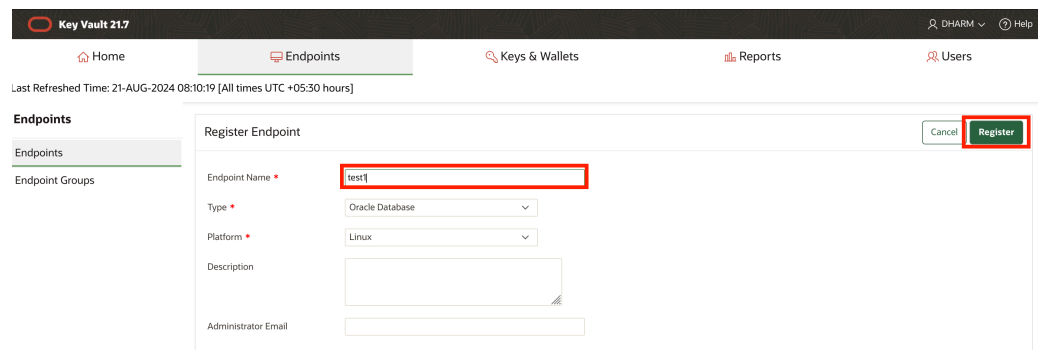 Key Vault 21.7
DHARM
Help
Home
Endpoints
Keys & Wallets
Reports
Users
Last Refreshed Time: 21-AUG-2024 08:10:19 [All times UTC +05:30 hours]
Endpoints
Endpoints
Endpoint Groups
Register Endpoint
Cancel
Register
Endpoint Name *
test1
Type *
Oracle Database
Platform *
Linux
Description
Administrator Email